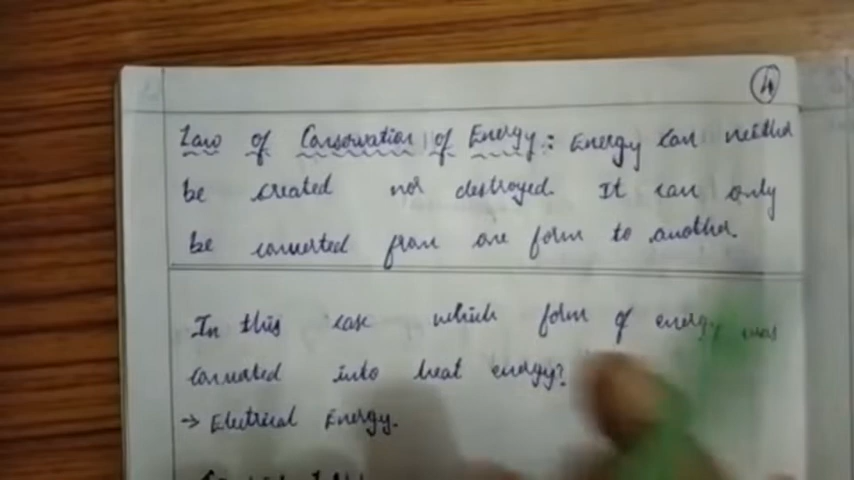 4
Law of Conservation of Energy: Energy can neither
be created nor destroyed. It can only
be converted from one form to another.
In this case which form of energy was
converted into heat energy?
→ Electrical Energy.